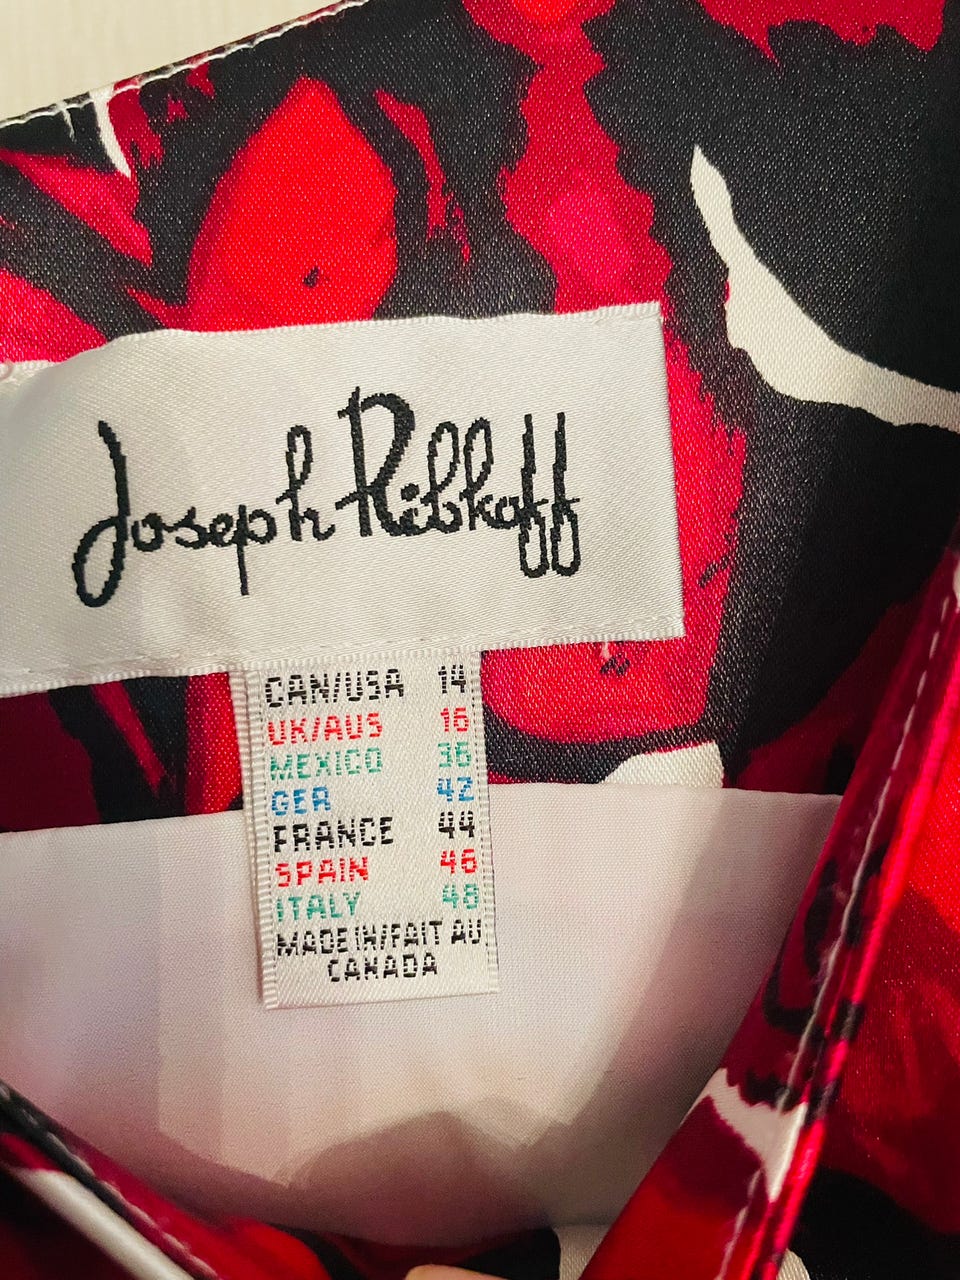 Joseph Ribkoff
CAN/USA 14
UK/AUS 16
MEXICO 36
GER 42
FRANCE 44
SPAIN 46
ITALY 48
MADE IN/FAIT AU
CANADA